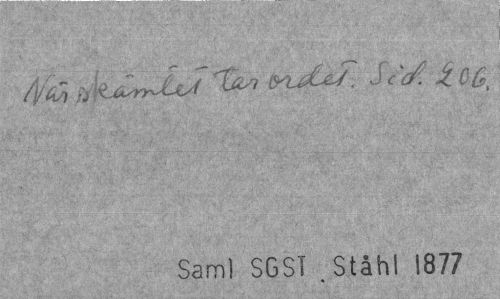 När skämtet tar ordet. Sid. 206.
Saml SGST. Ståhl 1877